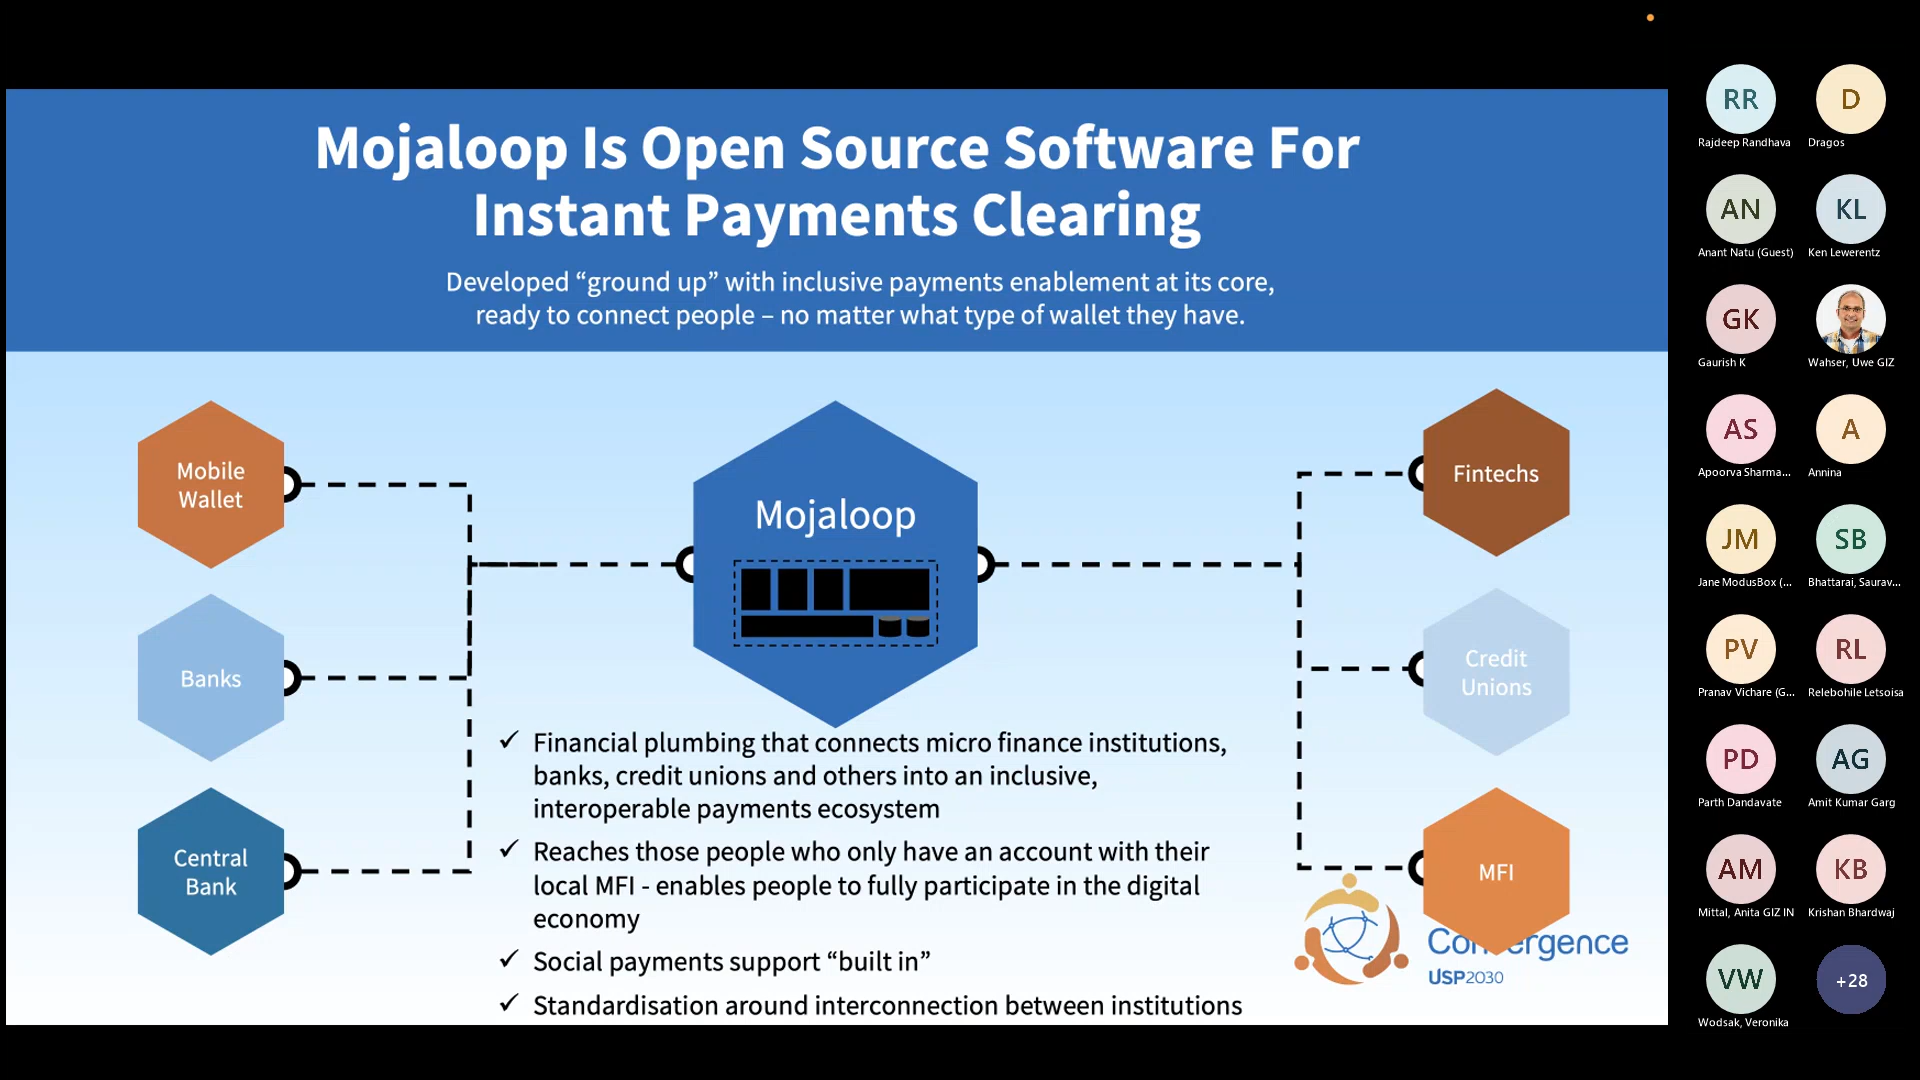 Mojaloop Is Open Source Software For
Instant Payments Clearing
Developed “ground up” with inclusive payments enablement at its core,
ready to connect people – no matter what type of wallet they have.
Mobile
Wallet
Banks
Central
Bank
Mojaloop
Fintechs
Credit
Unions
MFI
✓ Financial plumbing that connects micro finance institutions,
banks, credit unions and others into an inclusive,
interoperable payments ecosystem
✓ Reaches those people who only have an account with their
local MFI - enables people to fully participate in the digital
economy
✓ Social payments support “built in”
✓ Standardisation around interconnection between institutions
USP2030
RR
Rajdeep Randhava
D
Dragos
AN
Anant Natu (Guest)
KL
Ken Lewerentz
GK
Gaurish K
Wahser, Uwe GIZ
AS
Apoorva Sharma...
A
Annina
JM
Jane ModusBox (...
SB
Bhattarai, Saurav...
PV
Pranav Vichare (G...
RL
Relebohile Letsoisa
PD
Parth Dandavate
AG
Amit Kumar Garg
AM
Mittal, Anita GIZ IN
KB
Krishan Bhardwaj
VW
Wodsak, Veronika
+28